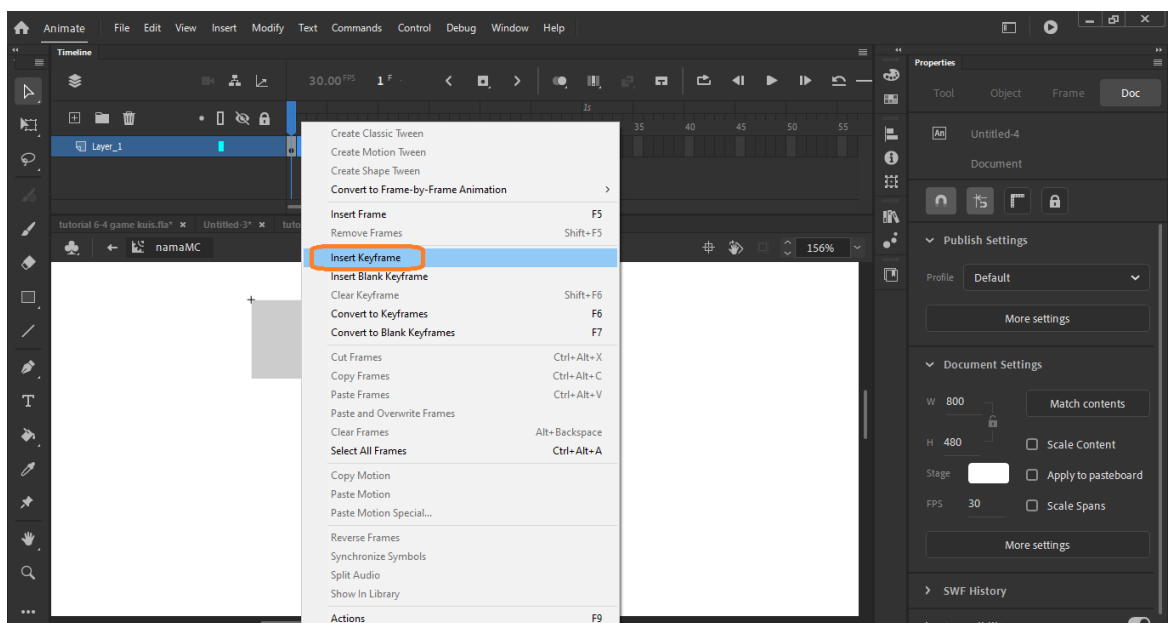 Animate File Edit View Insert Modify Text Commands Control Debug Window Help
Timeline
30.00 FPS 1 F
1s
35 40 45 50 55
Layer_1
tutorial 6-4 game kuis.fla* × Untitled-3* × tuto
namaMC
156%
Create Classic Tween
Create Motion Tween
Create Shape Tween
Convert to Frame-by-Frame Animation >
Insert Frame F5
Remove Frames Shift+F5
Insert Keyframe
Insert Blank Keyframe
Clear Keyframe Shift+F6
Convert to Keyframes F6
Convert to Blank Keyframes F7
Cut Frames Ctrl+Alt+X
Copy Frames Ctrl+Alt+C
Paste Frames Ctrl+Alt+V
Paste and Overwrite Frames
Clear Frames Alt+Backspace
Select All Frames Ctrl+Alt+A
Copy Motion
Paste Motion
Paste Motion Special...
Reverse Frames
Synchronize Symbols
Split Audio
Show In Library
Actions F9
Properties
Tool Object Frame Doc
An Untitled-4
Document
Publish Settings
Profile Default
More settings
Document Settings
W 800 Match contents
H 480 Scale Content
Stage Apply to pasteboard
FPS 30 Scale Spans
More settings
SWF History